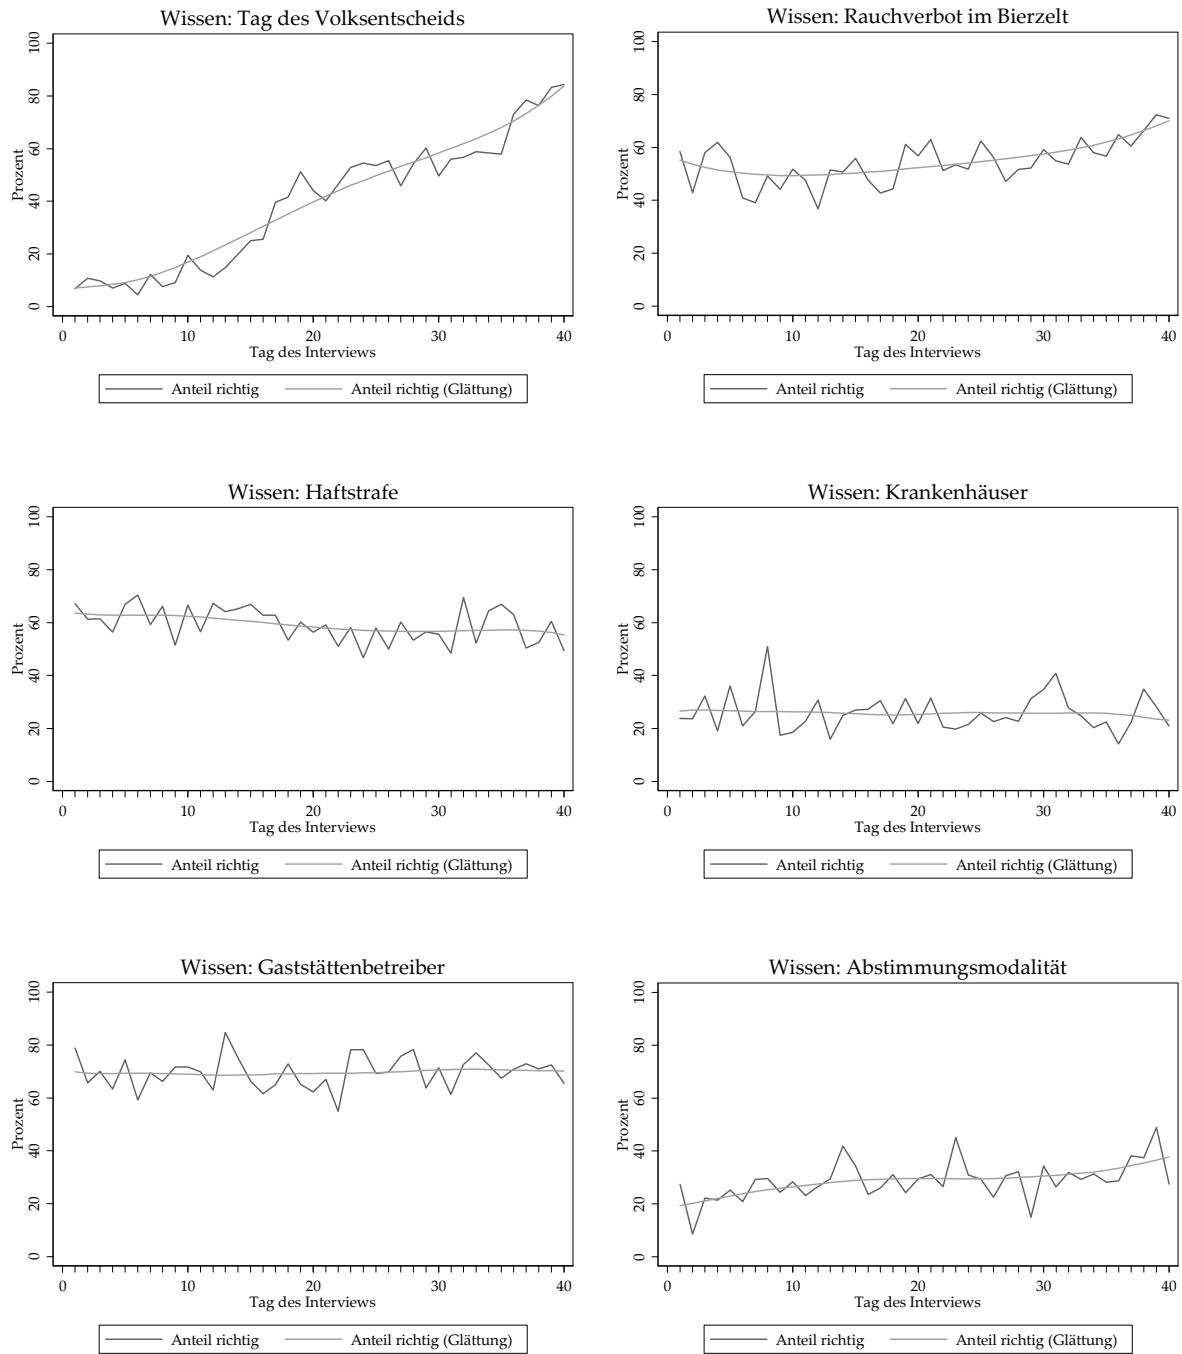 Wissen: Tag des Volksentscheids
Prozent
0 20 40 60 80 100
0 10 20 30 40
Tag des Interviews
Anteil richtig Anteil richtig (Glättung)
Wissen: Rauchverbot im Bierzelt
Prozent
0 20 40 60 80 100
0 10 20 30 40
Tag des Interviews
Anteil richtig Anteil richtig (Glättung)
Wissen: Haftstrafe
Prozent
0 20 40 60 80 100
0 10 20 30 40
Tag des Interviews
Anteil richtig Anteil richtig (Glättung)
Wissen: Krankenhäuser
Prozent
0 20 40 60 80 100
0 10 20 30 40
Tag des Interviews
Anteil richtig Anteil richtig (Glättung)
Wissen: Gaststättenbetreiber
Prozent
0 20 40 60 80 100
0 10 20 30 40
Tag des Interviews
Anteil richtig Anteil richtig (Glättung)
Wissen: Abstimmungsmodalität
Prozent
0 20 40 60 80 100
0 10 20 30 40
Tag des Interviews
Anteil richtig Anteil richtig (Glättung)